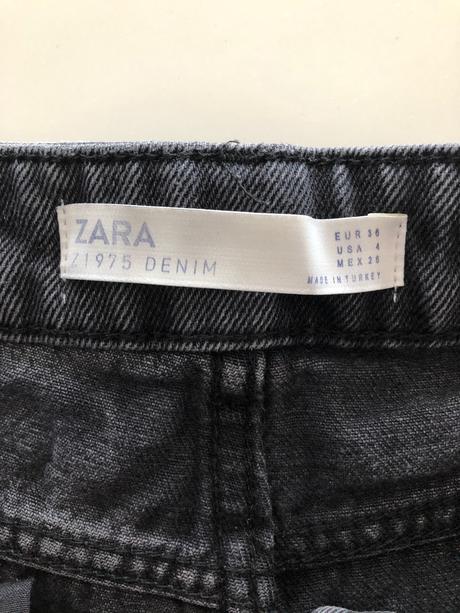 ZARA
Z1975 DENIM
EUR 36
USA 4
MEX 26
MADE IN TURKEY